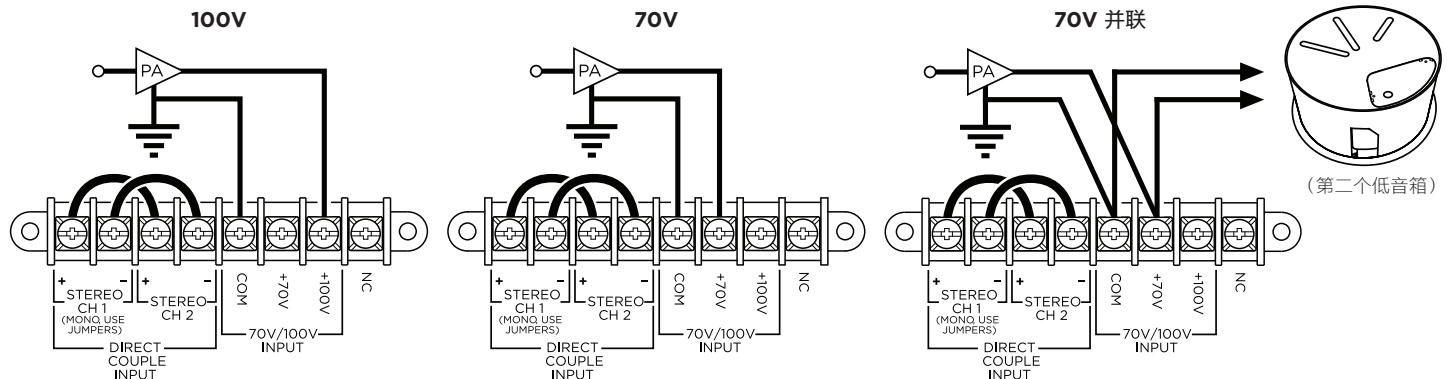 100V
PA
+
-
+
-
STEREO
CH 1
(MONO, USE
JUMPERS)
STEREO
CH 2
COM
+70V
+100V
NC
70V/100V
INPUT
DIRECT
COUPLE
INPUT
70V
PA
+
-
+
-
STEREO
CH 1
(MONO, USE
JUMPERS)
STEREO
CH 2
COM
+70V
+100V
NC
70V/100V
INPUT
DIRECT
COUPLE
INPUT
70V 并联
PA
(第二个低音箱)
+
-
+
-
STEREO
CH 1
(MONO, USE
JUMPERS)
STEREO
CH 2
COM
+70V
+100V
NC
70V/100V
INPUT
DIRECT
COUPLE
INPUT